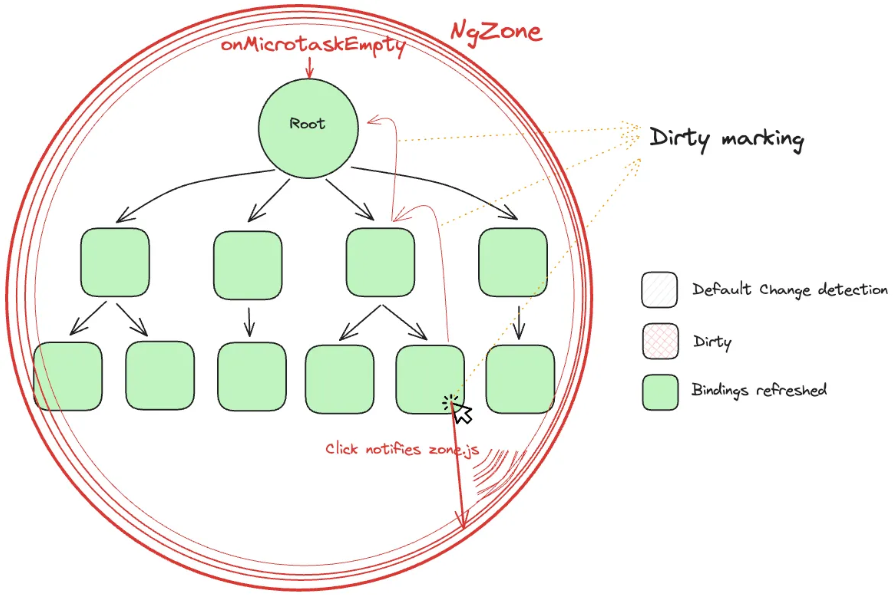 NgZone
onMicrotaskEmpty
Root
Dirty marking
Default Change detection
Dirty
Bindings refreshed
Click notifies zone.js